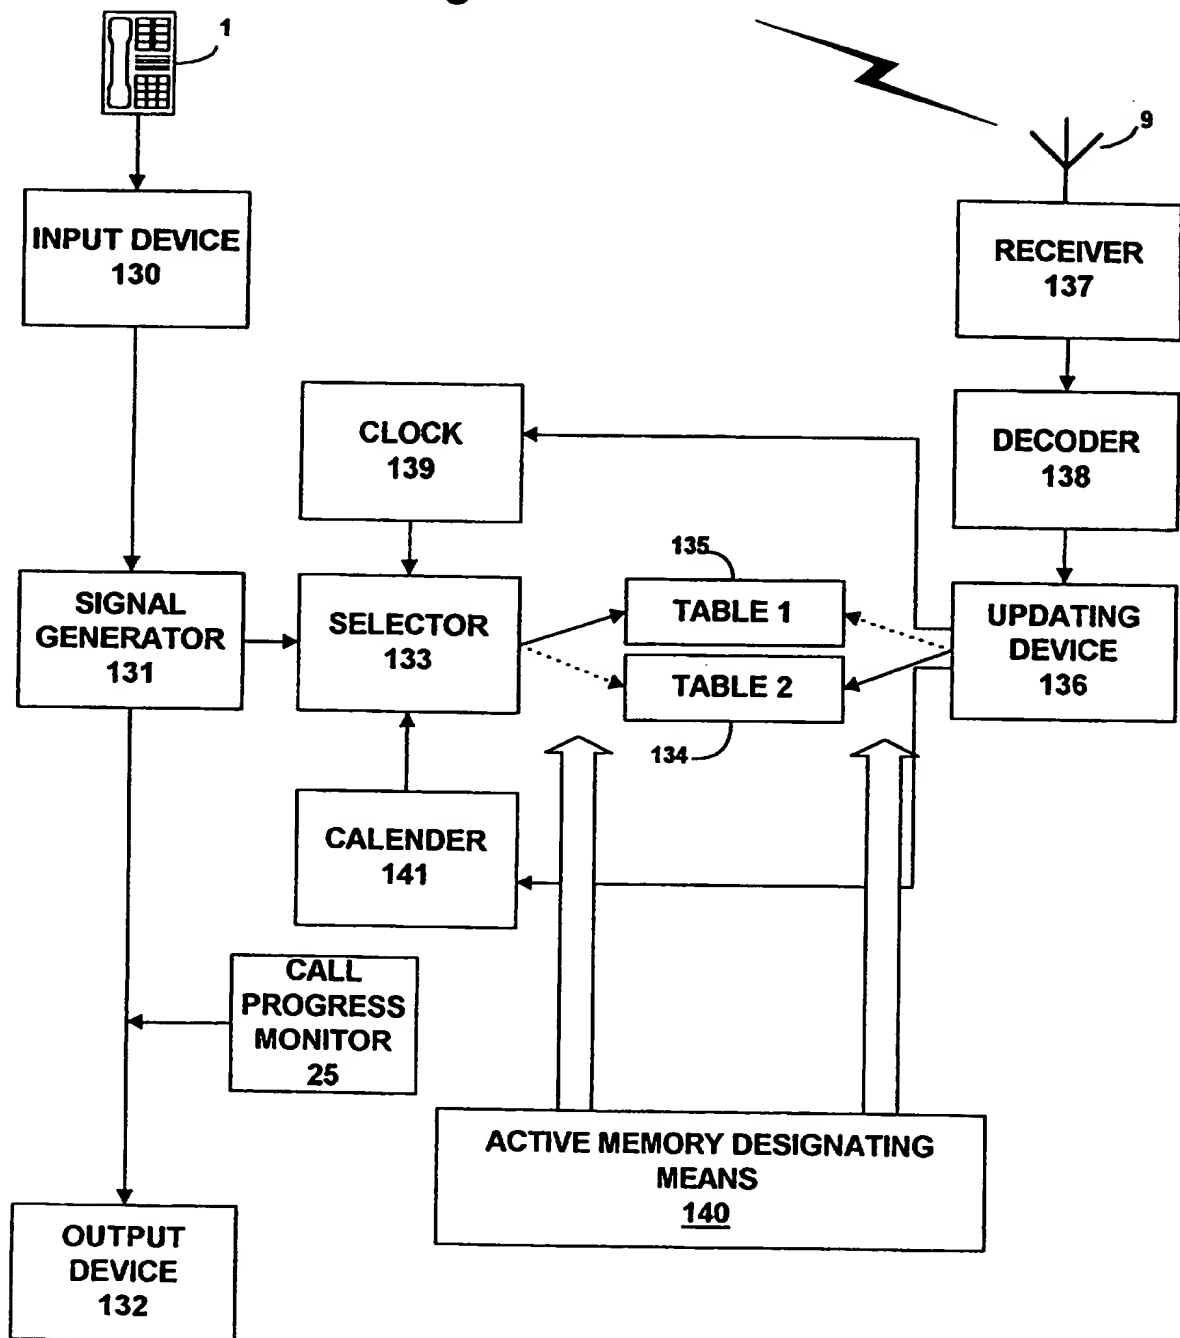 1
9
INPUT DEVICE
130
RECEIVER
137
CLOCK
139
DECODER
138
135
SIGNAL
GENERATOR
131
SELECTOR
133
TABLE 1
TABLE 2
134
UPDATING
DEVICE
136
CALENDER
141
CALL
PROGRESS
MONITOR
25
ACTIVE MEMORY DESIGNATING
MEANS
140
OUTPUT
DEVICE
132